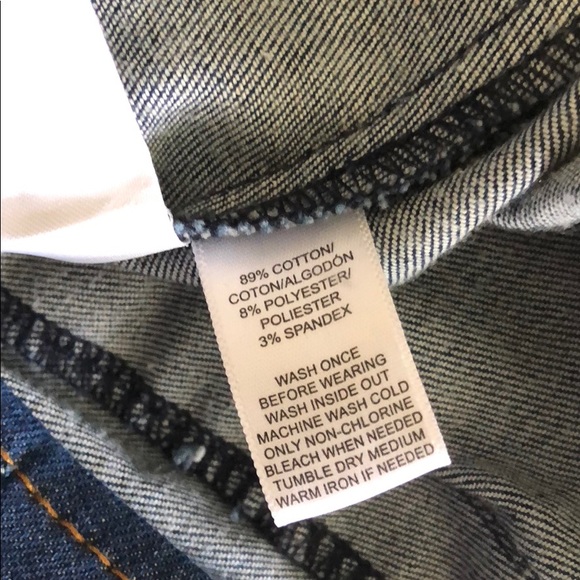 89% COTTON/
COTON/ALGODÓN
8% POLYESTER/
POLIESTER
3% SPANDEX
WASH ONCE
BEFORE WEARING
WASH INSIDE OUT
MACHINE WASH COLD
ONLY NON-CHLORINE
BLEACH WHEN NEEDED
TUMBLE DRY MEDIUM
WARM IRON IF NEEDED